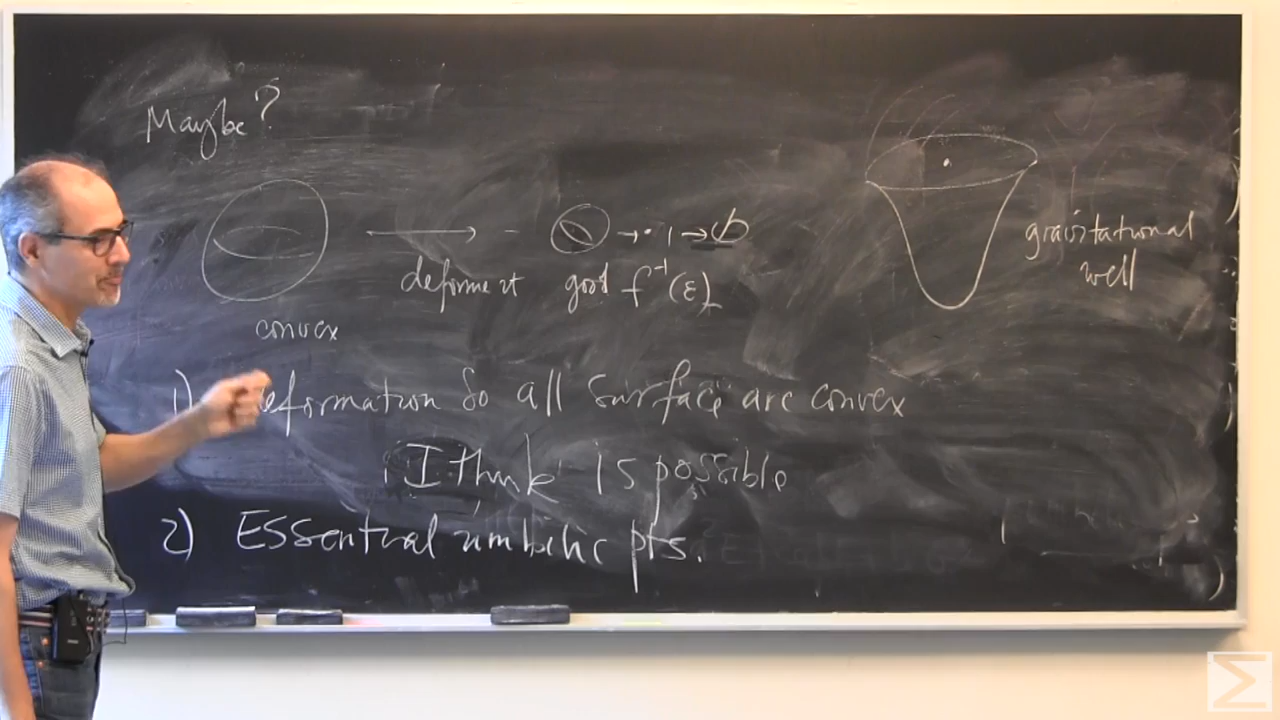 Maybe?
→ · → ∅
deform it good f⁻¹(ε)
gravitational
well
convex
1) Deformation so all surface are convex
I think is possible
2) Essential umbilic pts.
Σ